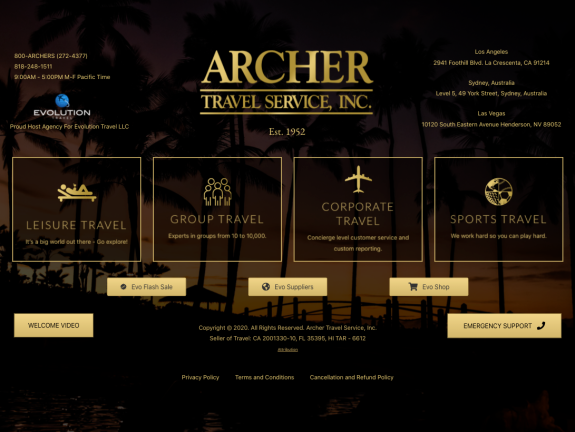 800-ARCHERS (272-4377)
818-248-1511
9:00AM - 5:00PM M-F Pacific Time
EVOLUTION
TRAVEL
Proud Host Agency For Evolution Travel LLC
ARCHER
TRAVEL SERVICE, INC.
Est. 1952
Los Angeles
2941 Foothill Blvd. La Crescenta, CA 91214
Sydney, Australia
Level 5, 49 York Street, Sydney, Australia
Las Vegas
10120 South Eastern Avenue Henderson, NV 89052
LEISURE TRAVEL
It's a big world out there - Go explore!
GROUP TRAVEL
Experts in groups from 10 to 10,000.
CORPORATE
TRAVEL
Concierge level customer service and
custom reporting.
SPORTS TRAVEL
We work hard so you can play hard.
Evo Flash Sale
Evo Suppliers
Evo Shop
WELCOME VIDEO
Copyright © 2020. All Rights Reserved. Archer Travel Service, Inc.
Seller of Travel: CA 2001330-10, FL 35395, HI TAR - 6612
EMERGENCY SUPPORT
Privacy Policy
Terms and Conditions
Cancellation and Refund Policy